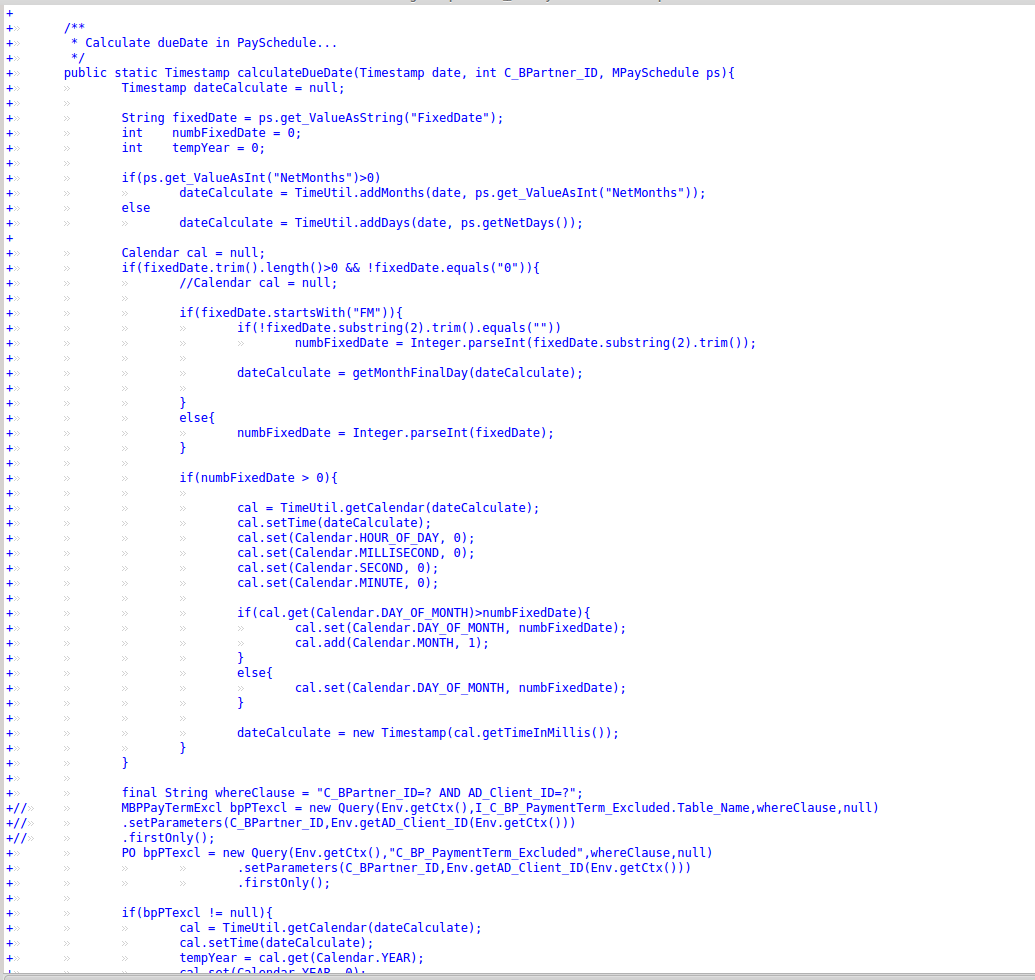 +
+» /**
+» * Calculate dueDate in PaySchedule...
+» */
+» public static Timestamp calculateDueDate(Timestamp date, int C_BPartner_ID, MPaySchedule ps){
+» » Timestamp dateCalculate = null;
+» »
+» » String fixedDate = ps.get_ValueAsString("FixedDate");
+» » int    numbFixedDate = 0;
+» » int    tempYear = 0;
+» »
+» » if(ps.get_ValueAsInt("NetMonths")>0)
+» » » dateCalculate = TimeUtil.addMonths(date, ps.get_ValueAsInt("NetMonths"));
+» » else
+» » » dateCalculate = TimeUtil.addDays(date, ps.getNetDays());
+
+» » Calendar cal = null;
+» » if(fixedDate.trim().length()>0 && !fixedDate.equals("0")){
+» » » //Calendar cal = null;
+» » »
+» » » if(fixedDate.startsWith("FM")){
+» » » » if(!fixedDate.substring(2).trim().equals(""))
+» » » » » numbFixedDate = Integer.parseInt(fixedDate.substring(2).trim());
+» » » »
+» » » » dateCalculate = getMonthFinalDay(dateCalculate);
+» » » »
+» » » }
+» » » else{
+» » » » numbFixedDate = Integer.parseInt(fixedDate);
+» » » }
+» » »
+» » » if(numbFixedDate > 0){
+» » » »
+» » » » cal = TimeUtil.getCalendar(dateCalculate);
+» » » » cal.setTime(dateCalculate);
+» » » » cal.set(Calendar.HOUR_OF_DAY, 0);
+» » » » cal.set(Calendar.MILLISECOND, 0);
+» » » » cal.set(Calendar.SECOND, 0);
+» » » » cal.set(Calendar.MINUTE, 0);
+» » » »
+» » » » if(cal.get(Calendar.DAY_OF_MONTH)>numbFixedDate){
+» » » » » cal.set(Calendar.DAY_OF_MONTH, numbFixedDate);
+» » » » » cal.add(Calendar.MONTH, 1);
+» » » » }
+» » » » else{
+» » » » » cal.set(Calendar.DAY_OF_MONTH, numbFixedDate);
+» » » » }
+» » » »
+» » » » dateCalculate = new Timestamp(cal.getTimeInMillis());
+» » » }
+» » }
+» »
+» » final String whereClause = "C_BPartner_ID=? AND AD_Client_ID=?";
+//» » MBPPayTermExcl bpPTexcl = new Query(Env.getCtx(),I_C_BP_PaymentTerm_Excluded.Table_Name,whereClause,null)
+//» » .setParameters(C_BPartner_ID,Env.getAD_Client_ID(Env.getCtx()))
+//» » .firstOnly();
+» » PO bpPTexcl = new Query(Env.getCtx(),"C_BP_PaymentTerm_Excluded",whereClause,null)
+» » » » .setParameters(C_BPartner_ID,Env.getAD_Client_ID(Env.getCtx()))
+» » » » .firstOnly();
+» »
+» » if(bpPTexcl != null){
+» » » cal = TimeUtil.getCalendar(dateCalculate);
+» » » cal.setTime(dateCalculate);
+» » » tempYear = cal.get(Calendar.YEAR);
+» » » cal.set(Calendar.YEAR, 0);